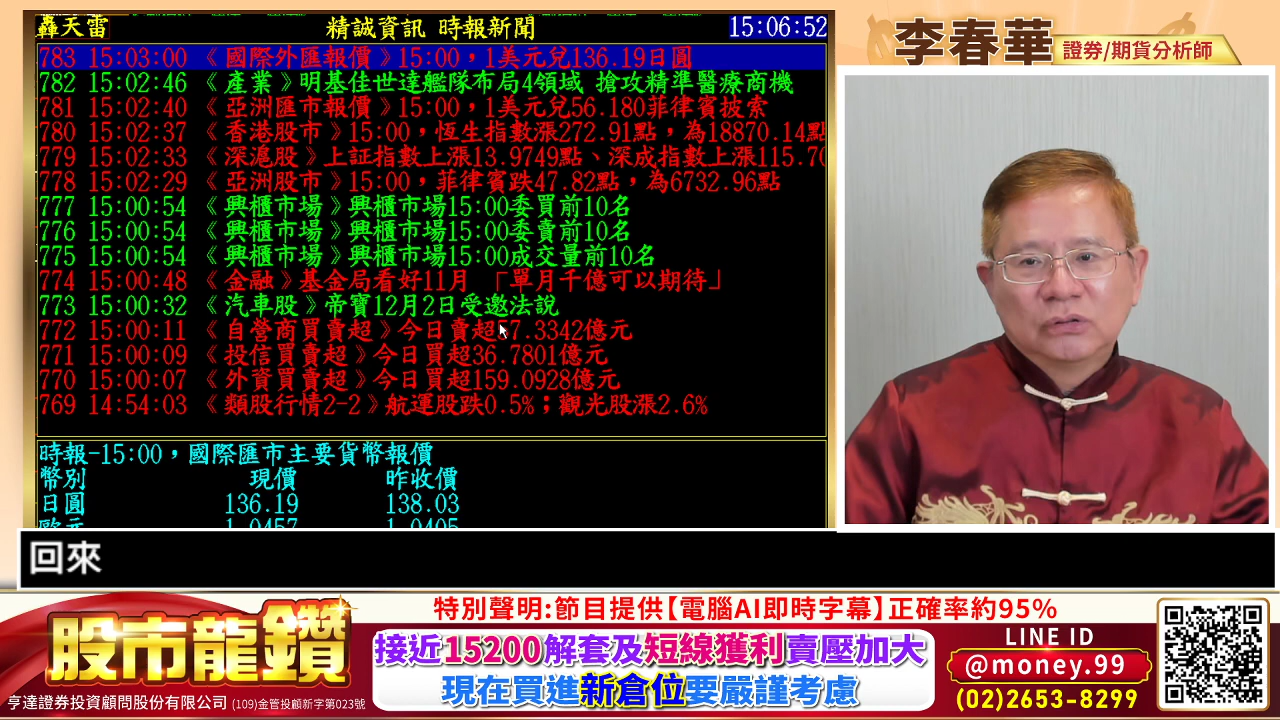 轟天雷 精誠資訊 時報新聞 15:06:52
783 15:03:00 《國際外匯報價》15:00，1美元兌136.19日圓
782 15:02:46 《產業》明基佳世達艦隊布局4領域 搶攻精準醫療商機
781 15:02:40 《亞洲匯市報價》15:00，1美元兌56.180菲律賓披索
780 15:02:37 《香港股市》15:00，恆生指數漲272.91點，為18870.14點
779 15:02:33 《深滬股》上証指數上漲13.9749點、深成指數上漲115.70
778 15:02:29 《亞洲股市》15:00，菲律賓跌47.82點，為6732.96點
777 15:00:54 《興櫃市場》興櫃市場15:00委買前10名
776 15:00:54 《興櫃市場》興櫃市場15:00委賣前10名
775 15:00:54 《興櫃市場》興櫃市場15:00成交量前10名
774 15:00:48 《金融》基金局看好11月 「單月千億可以期待」
773 15:00:32 《汽車股》帝寶12月2日受邀法說
772 15:00:11 《自營商買賣超》今日賣超57.3342億元
771 15:00:09 《投信買賣超》今日買超36.7801億元
770 15:00:07 《外資買賣超》今日買超159.0928億元
769 14:54:03 《類股行情2-2》航運股跌0.5%；觀光股漲2.6%
時報-15:00，國際匯市主要貨幣報價
幣別 現價 昨收價
日圓 136.19 138.03
歐元 1.0457 1.0405
李春華 證券/期貨分析師
回來
特別聲明:節目提供【電腦AI即時字幕】正確率約95%
股市龍鑽
亨達證券投資顧問股份有限公司 (109)金管投顧新字第023號
接近15200解套及短線獲利賣壓加大
現在買進新倉位要嚴謹考慮
LINE ID
@money.99
(02)2653-8299